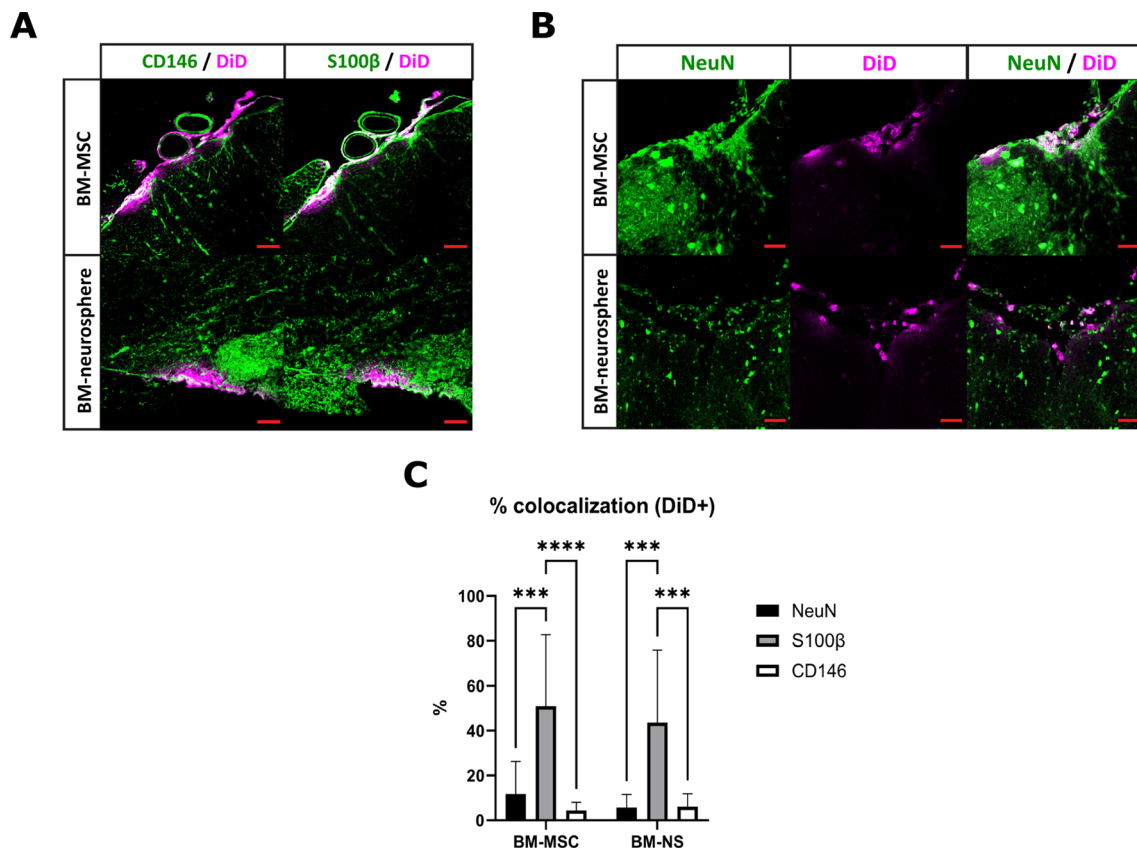 A
CD146 / DiD
S100β / DiD
BM-MSC
BM-neurosphere
B
NeuN
DiD
NeuN / DiD
BM-MSC
BM-neurosphere
C
% colocalization (DiD+)
****
***
***
***
100
80
60
40
20
0
%
BM-MSC
BM-NS
NeuN
S100β
CD146